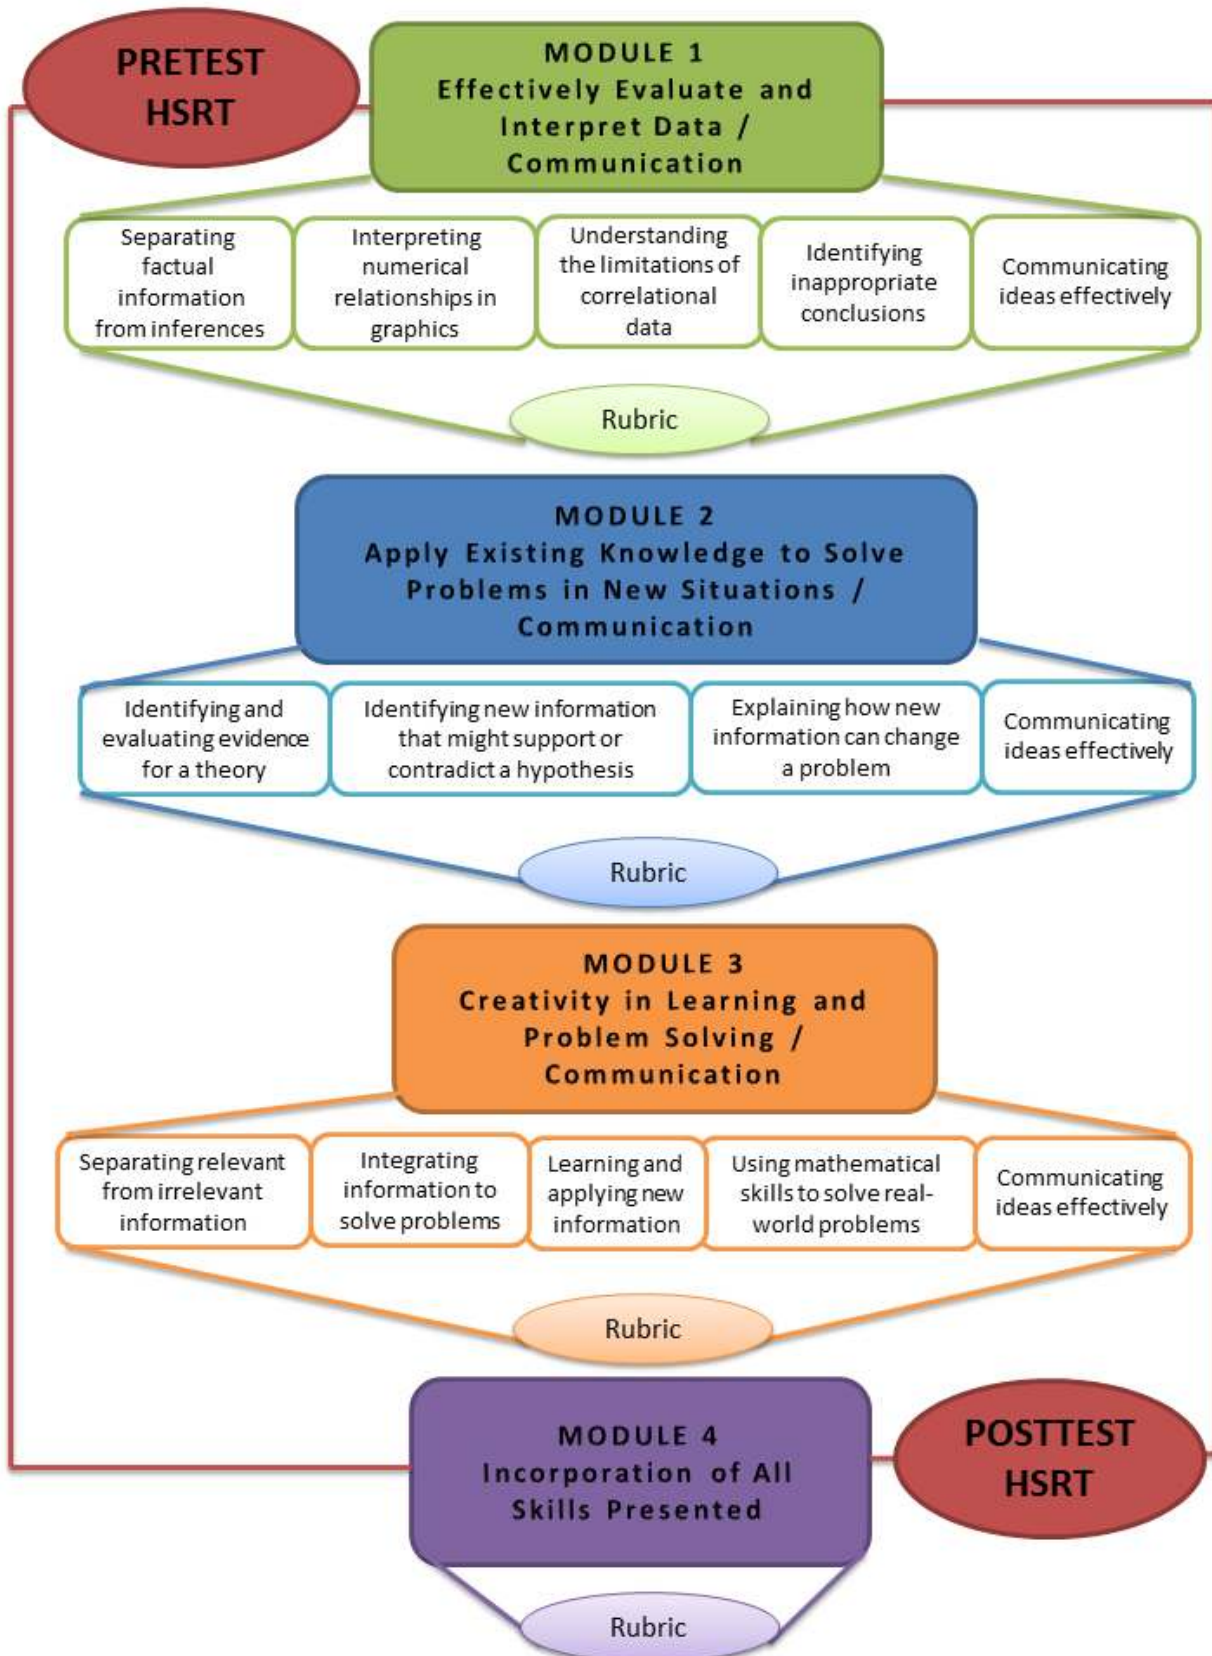 PRETEST
HSRT
MODULE 1
Effectively Evaluate and
Interpret Data /
Communication
Separating
factual
information
from inferences
Interpreting
numerical
relationships in
graphics
Understanding
the limitations of
correlational
data
Identifying
inappropriate
conclusions
Communicating
ideas effectively
Rubric
MODULE 2
Apply Existing Knowledge to Solve
Problems in New Situations /
Communication
Identifying and
evaluating evidence
for a theory
Identifying new information
that might support or
contradict a hypothesis
Explaining how new
information can change
a problem
Communicating
ideas effectively
Rubric
MODULE 3
Creativity in Learning and
Problem Solving /
Communication
Separating relevant
from irrelevant
information
Integrating
information to
solve problems
Learning and
applying new
information
Using mathematical
skills to solve real-
world problems
Communicating
ideas effectively
Rubric
MODULE 4
Incorporation of All
Skills Presented
POSTTEST
HSRT
Rubric